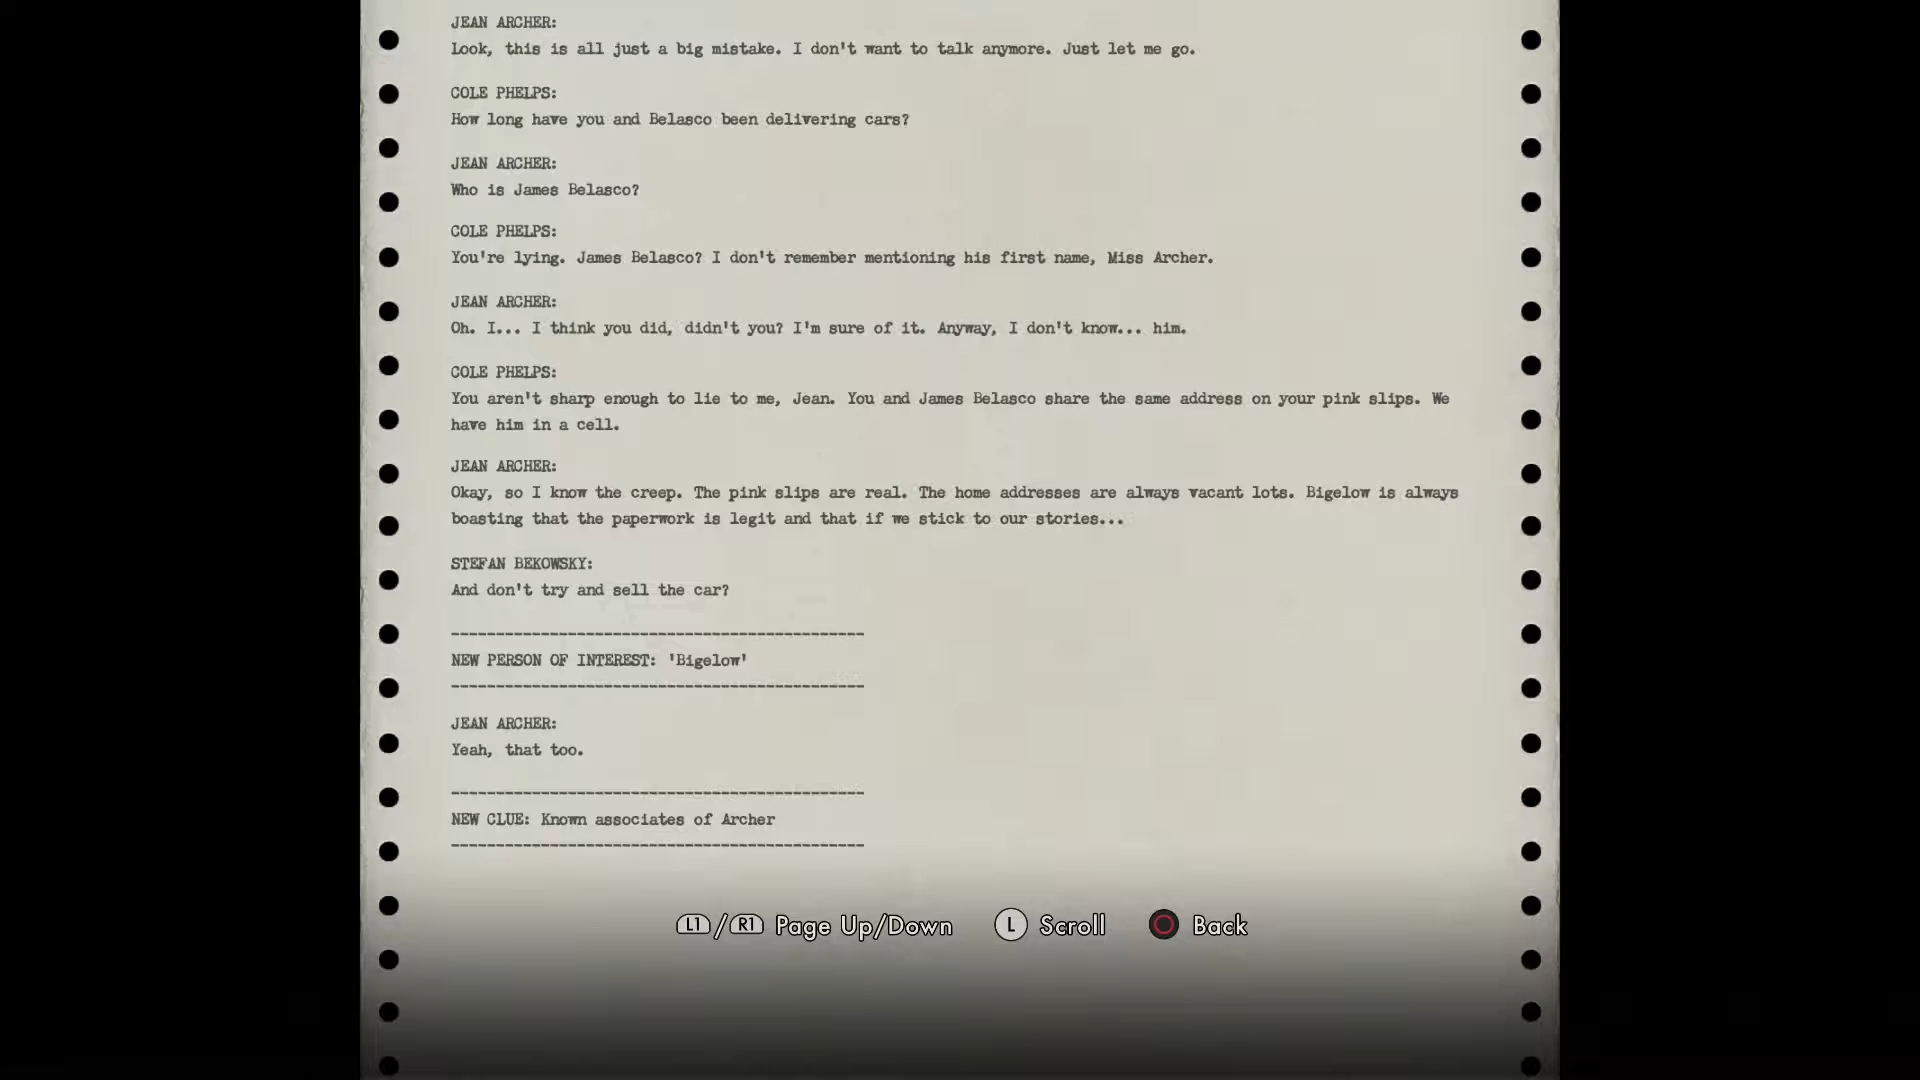 JEAN ARCHER:
Look, this is all just a big mistake. I don't want to talk anymore. Just let me go.
COLE PHELPS:
How long have you and Belasco been delivering cars?
JEAN ARCHER:
Who is James Belasco?
COLE PHELPS:
You're lying. James Belasco? I don't remember mentioning his first name, Miss Archer.
JEAN ARCHER:
Oh. I... I think you did, didn't you? I'm sure of it. Anyway, I don't know... him.
COLE PHELPS:
You aren't sharp enough to lie to me, Jean. You and James Belasco share the same address on your pink slips. We
have him in a cell.
JEAN ARCHER:
Okay, so I know the creep. The pink slips are real. The home addresses are always vacant lots. Bigelow is always
boasting that the paperwork is legit and that if we stick to our stories...
STEFAN BEKOWSKY:
And don't try and sell the car?
----------------------------------------------
NEW PERSON OF INTEREST: 'Bigelow'
----------------------------------------------
JEAN ARCHER:
Yeah, that too.
----------------------------------------------
NEW CLUE: Known associates of Archer
----------------------------------------------
L1/R1 Page Up/Down L Scroll Back